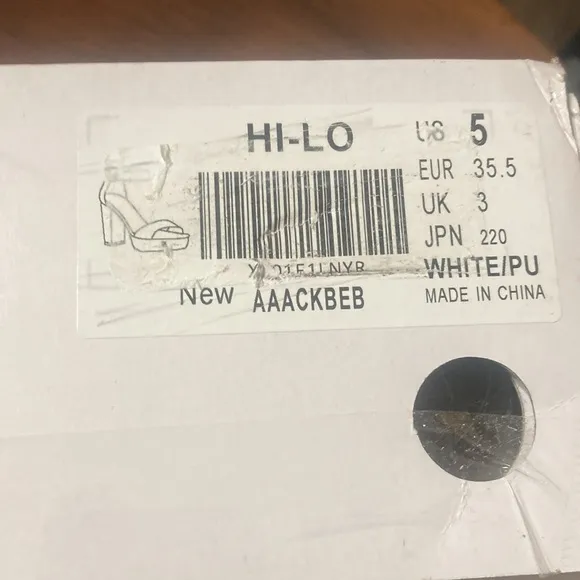 HI-LO
US 5
EUR 35.5
UK 3
JPN 220
WHITE/PU
MADE IN CHINA
New AAACKBEB